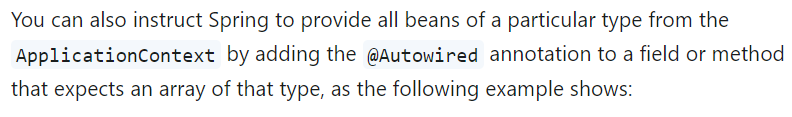 You can also instruct Spring to provide all beans of a particular type from the
ApplicationContext by adding the @Autowired annotation to a field or method
that expects an array of that type, as the following example shows: